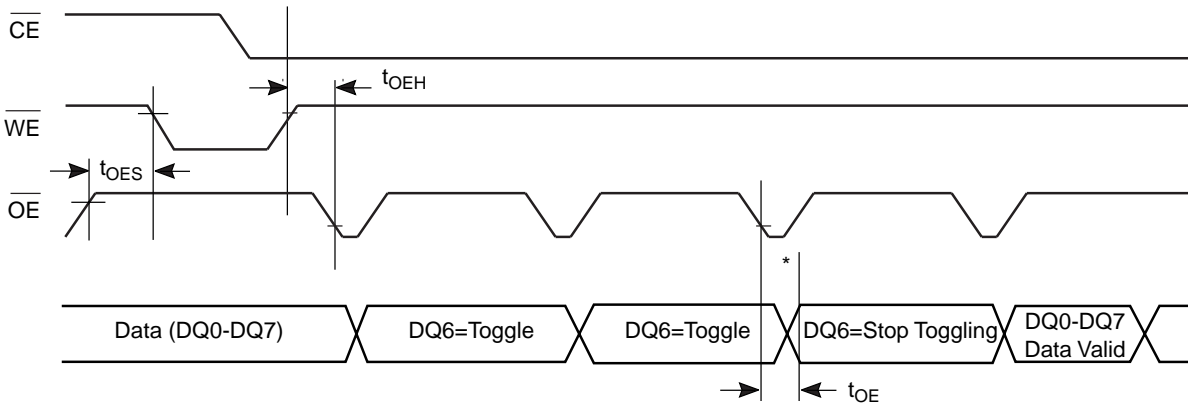 CE
tOEH
WE
tOES
OE
*
Data (DQ0-DQ7)
DQ6=Toggle
DQ6=Toggle
DQ6=Stop Toggling
DQ0-DQ7
Data Valid
tOE